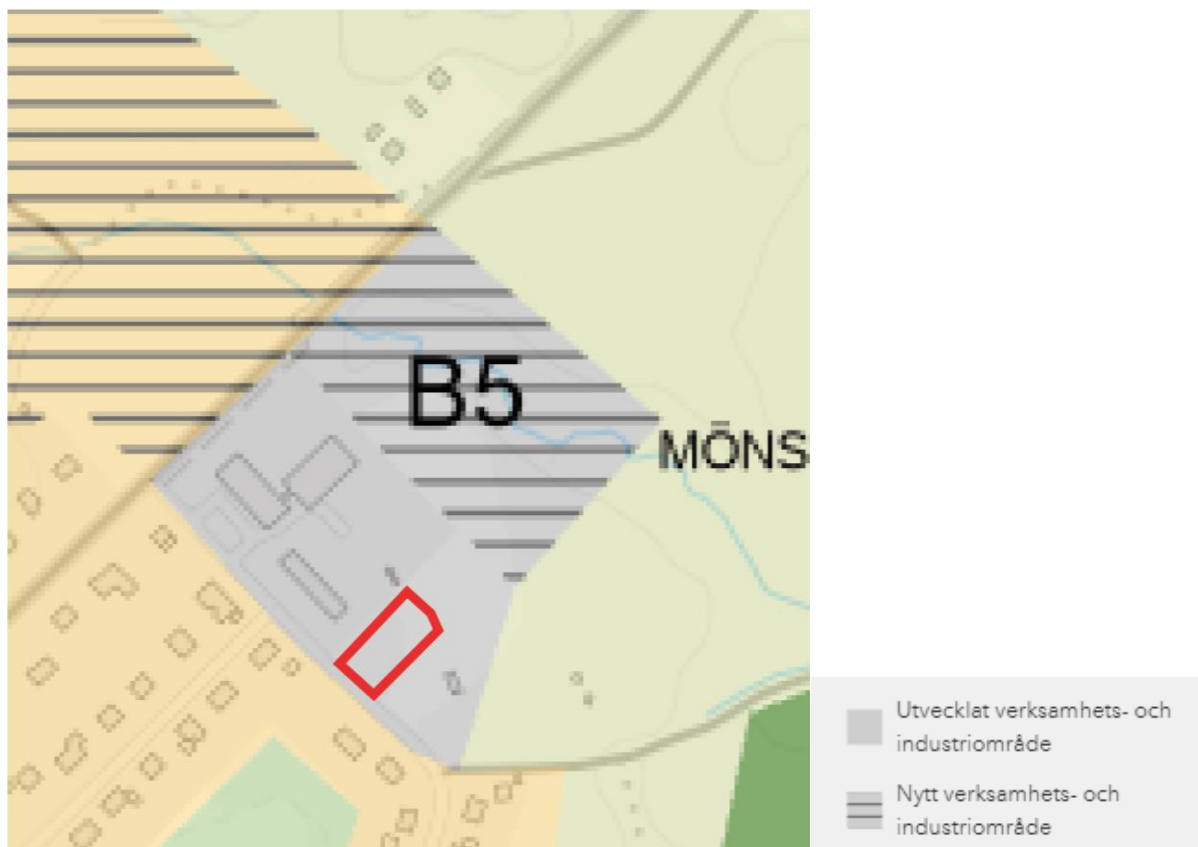 B5
MÖNS
Utvecklat verksamhets- och
industriområde
Nytt verksamhets- och
industriområde